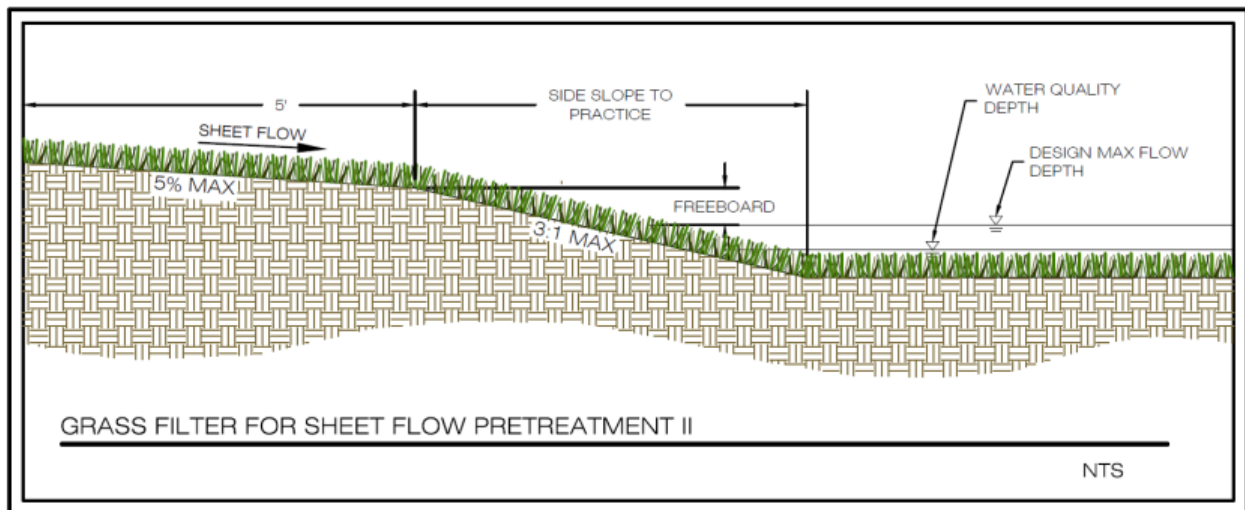 5'
SIDE SLOPE TO
PRACTICE
WATER QUALITY
DEPTH
SHEET FLOW
DESIGN MAX FLOW
DEPTH
5% MAX
FREEBOARD
3:1 MAX
GRASS FILTER FOR SHEET FLOW PRETREATMENT II
NTS